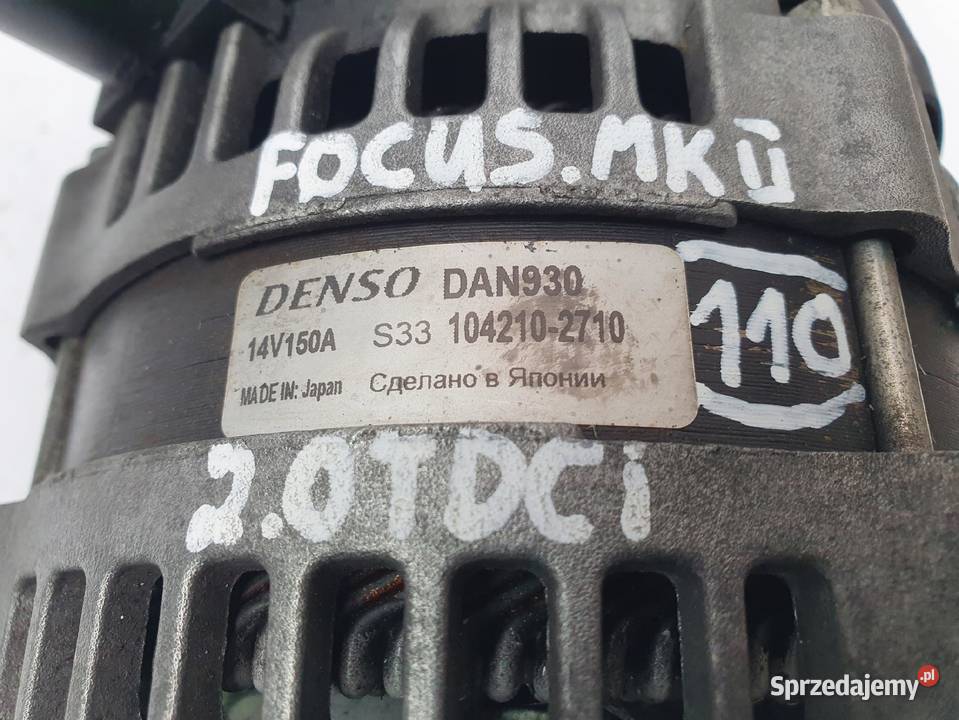 FOCUS.MKII
DENSO DAN930
14V150A S33 104210-2710
MADE IN: Japan Сделано в Японии
110
2.0TDCi
Sprzedajemy.pl